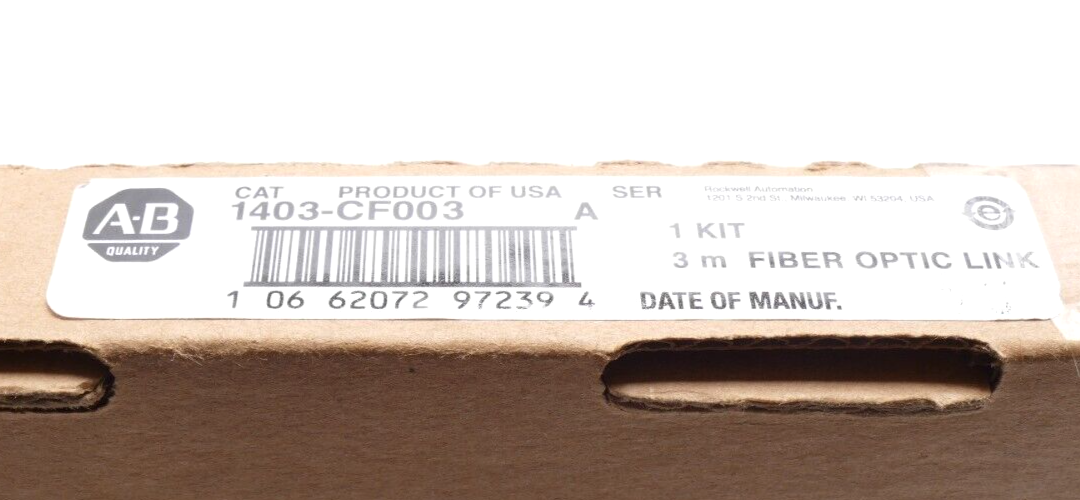 A-B
QUALITY
CAT PRODUCT OF USA SER
1403-CF003 A
1 06 62072 97239 4
Rockwell Automation
1201 S. 2nd St. Milwaukee, WI 53204, USA
e
1 KIT
3 m FIBER OPTIC LINK
DATE OF MANUF.